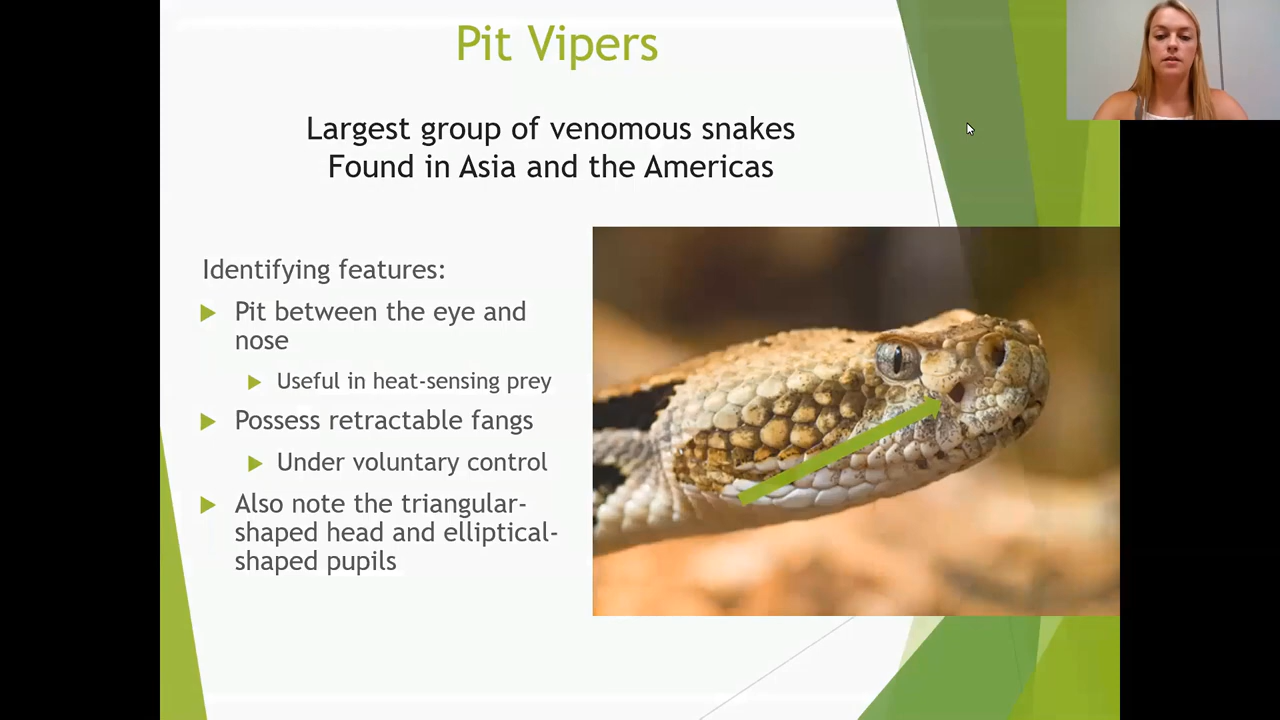 Pit Vipers
Largest group of venomous snakes
Found in Asia and the Americas
Identifying features:
Pit between the eye and
nose
Useful in heat-sensing prey
Possess retractable fangs
Under voluntary control
Also note the triangular-
shaped head and elliptical-
shaped pupils